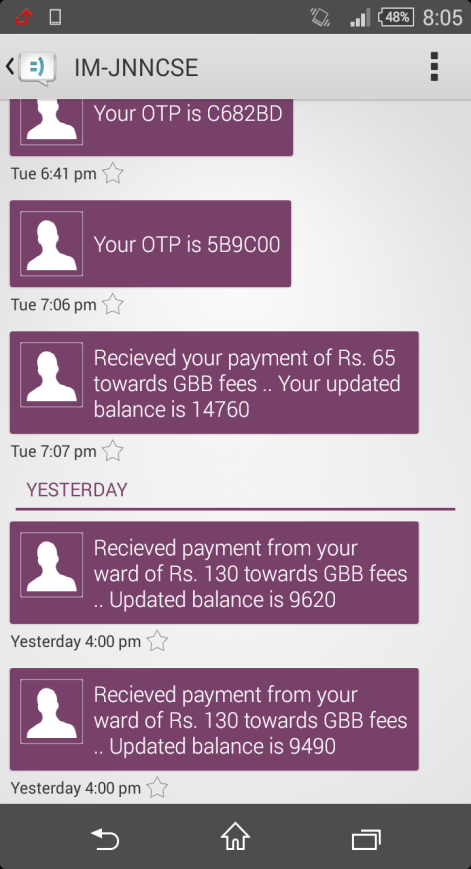 48% 8:05
IM-JNNCSE
Your OTP is C682BD
Tue 6:41 pm
Your OTP is 5B9C00
Tue 7:06 pm
Recieved your payment of Rs. 65
towards GBB fees .. Your updated
balance is 14760
Tue 7:07 pm
YESTERDAY
Recieved payment from your
ward of Rs. 130 towards GBB fees
.. Updated balance is 9620
Yesterday 4:00 pm
Recieved payment from your
ward of Rs. 130 towards GBB fees
.. Updated balance is 9490
Yesterday 4:00 pm